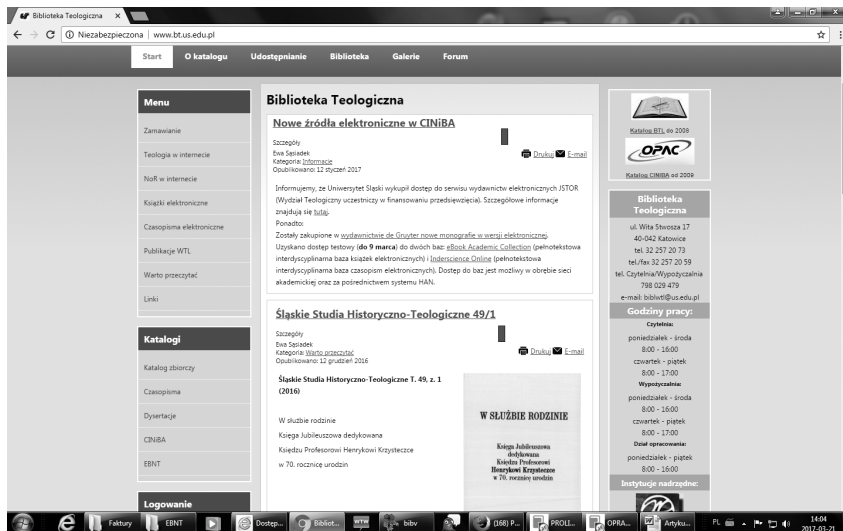 Biblioteka Teologiczna
Niezabezpieczona | www.bt.us.edu.pl
Start O katalogu Udostępnianie Biblioteka Galerie Forum
Menu
Zamawianie
Teologia w internecie
NoR w internecie
Książki elektroniczne
Czasopisma elektroniczne
Publikacje WTL
Warto przeczytać
Linki
Katalogi
Katalog zbiorczy
Czasopisma
Dysertacje
CINiBA
EBNT
Logowanie
Biblioteka Teologiczna
Nowe źródła elektroniczne w CINiBA
Szczegóły
Ewa Sąsiadek
Kategoria: Informacje
Opublikowano: 12 styczeń 2017
Drukuj E-mail
Informujemy, że Uniwersytet Śląski wykupił dostęp do serwisu wydawnictw elektronicznych JSTOR
(Wydział Teologiczny uczestniczy w finansowaniu przedsięwzięcia). Szczegółowe informacje
znajdują się tutaj.
Ponadto:
Zostały zakupione w wydawnictwie de Gruyter nowe monografie w wersji elektronicznej.
Uzyskano dostęp testowy (do 9 marca) do dwóch baz: eBook Academic Collection (pełnotekstowa
interdyscyplinarna baza książek elektronicznych) i Inderscience Online (pełnotekstowa
interdyscyplinarna baza czasopism elektronicznych). Dostęp do baz jest możliwy w obrębie sieci
akademickiej oraz za pośrednictwem systemu HAN.
Śląskie Studia Historyczno-Teologiczne 49/1
Szczegóły
Ewa Sąsiadek
Kategoria: Warto przeczytać
Opublikowano: 12 grudzień 2016
Drukuj E-mail
Śląskie Studia Historyczno-Teologiczne T. 49, z. 1
(2016)
W służbie rodzinie
Księga Jubileuszowa dedykowana
Księdzu Profesorowi Henrykowi Krzysteczce
w 70. rocznicę urodzin
W SŁUŻBIE RODZINIE
Księga Jubileuszowa
dedykowana
Księdzu Profesorowi
Henrykowi Krzysteczce
w 70. rocznicę urodzin
Katalog BTL do 2008
OPAC
Katalog CINiBA od 2009
Biblioteka
Teologiczna
ul. Wita Stwosza 17
40-042 Katowice
tel. 32 257 20 73
tel./fax 32 257 20 59
tel. Czytelnia/Wypożyczalnia
798 029 479
e-mail: biblwtl@us.edu.pl
Godziny pracy:
Czytelnia:
poniedziałek - środa
8:00 - 16:00
czwartek - piątek
8:00 - 17:00
Wypożyczalnia:
poniedziałek - środa
8:00 - 16:00
czwartek - piątek
8:00 - 17:00
Dział opracowania:
poniedziałek - piątek
8:00 - 16:00
Instytucje nadrzędne:
Faktury EBNT Dostęp... Bibliot... WTW bibv (168) P... PROLI... OPRA... Artyku... PL 14:04
2017-03-21